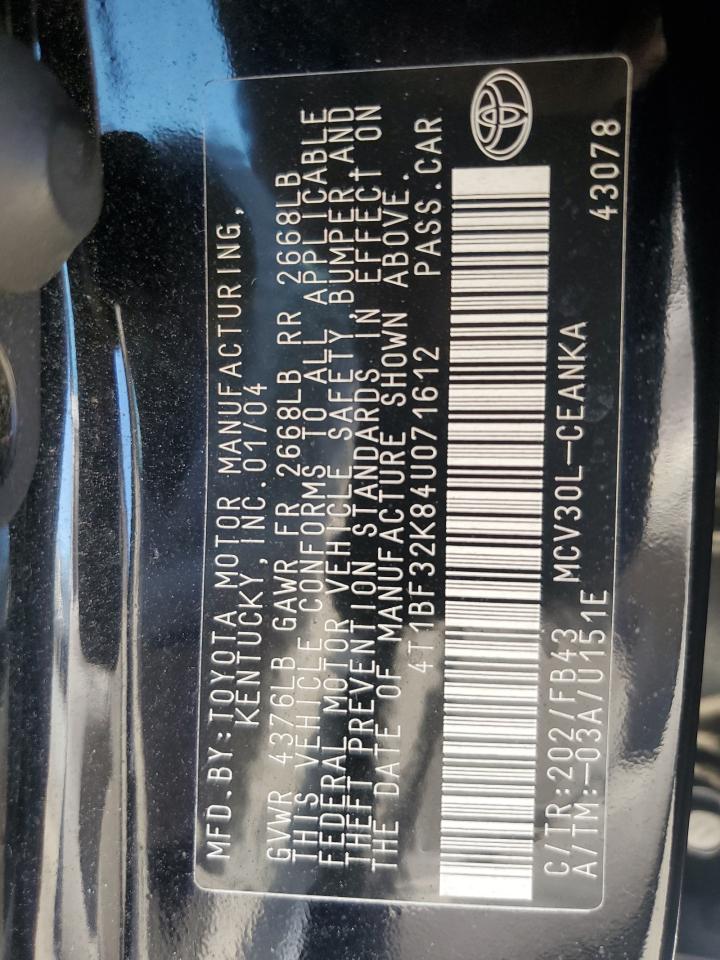 MFD.BY:TOYOTA MOTOR MANUFACTURING,
KENTUCKY, INC.01/04
GVWR 4376LB GAWR FR 2668LB RR 2668LB
THIS VEHICLE CONFORMS TO ALL APPLICABLE
FEDERAL MOTOR VEHICLE SAFETY,BUMPER,AND
THEFT PREVENTION STANDARDS IN EFFECT ON
THE DATE OF MANUFACTURE SHOWN ABOVE.
4T1BF32K84U071612 PASS.CAR
C/TR:202/FB43 MCV30L-CEANKA
A/TM:-03A/U151E 43078